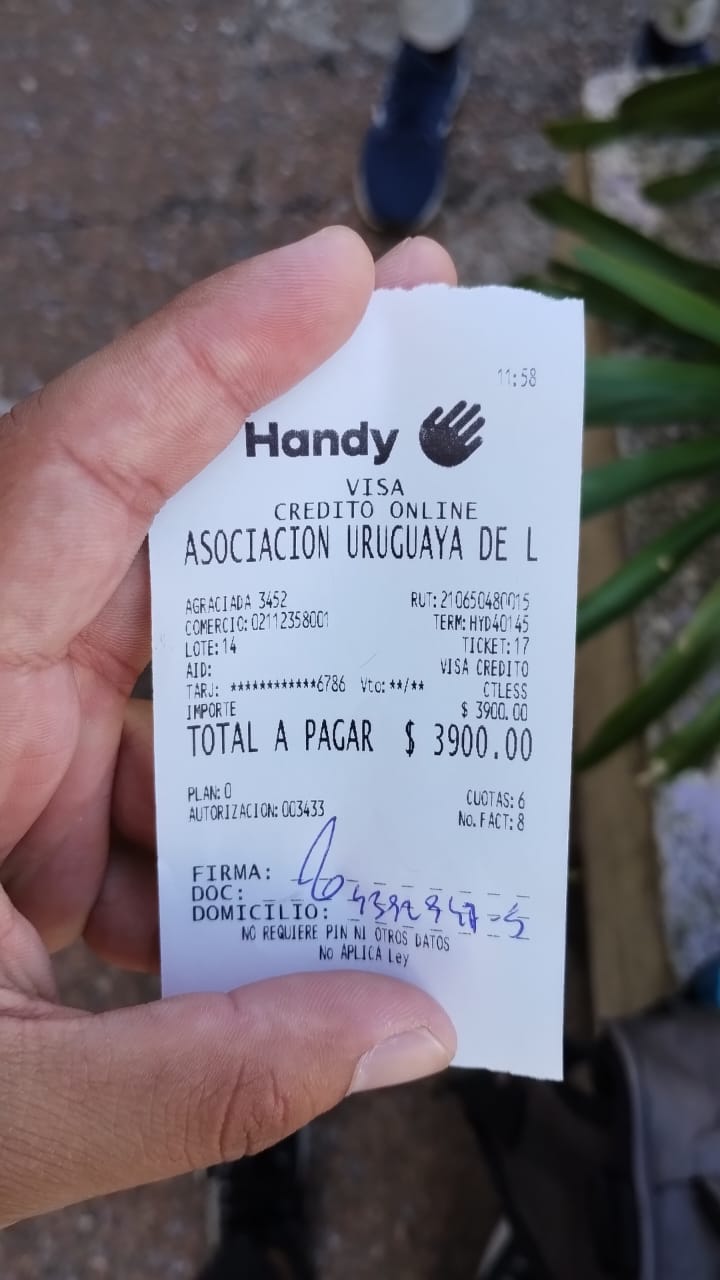 11:58
Handy
VISA
CREDITO ONLINE
ASOCIACION URUGUAYA DE L
AGRACIADA 3452 RUT: 210650480015
COMERCIO: 02112358001 TERM: HYD40145
LOTE: 14 TICKET: 17
AID: VISA CREDITO
TARJ: ************6786 Vto: **/** CTLESS
IMPORTE $ 3900.00
TOTAL A PAGAR $ 3900.00
PLAN: 0 CUOTAS: 6
AUTORIZACION: 003433 No. FACT: 8
FIRMA:
DOC:
DOMICILIO:
NO REQUIERE PIN NI OTROS DATOS
No APLICA Ley